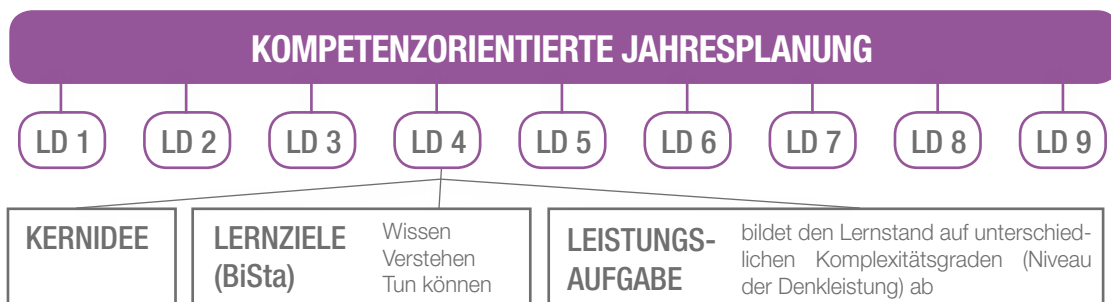 KOMPETENZORIENTIERTE JAHRESPLANUNG
LD 1 LD 2 LD 3 LD 4 LD 5 LD 6 LD 7 LD 8 LD 9
KERNIDEE
LERNZIELE
(BiSta)
Wissen
Verstehen
Tun können
LEISTUNGS-
AUFGABE
bildet den Lernstand auf unterschied-
lichen Komplexitätsgraden (Niveau
der Denkleistung) ab